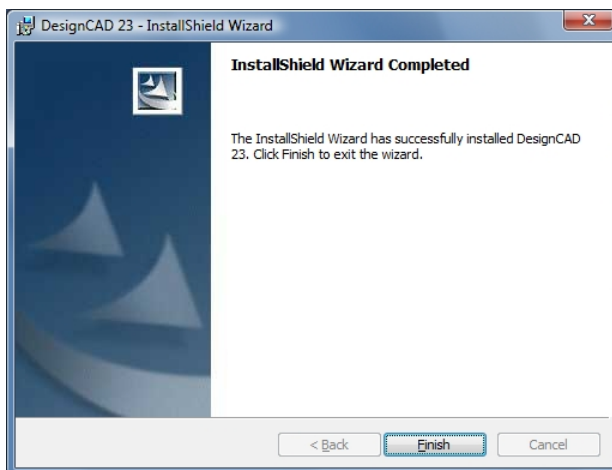 DesignCAD 23 - InstallShield Wizard
InstallShield Wizard Completed
The InstallShield Wizard has successfully installed DesignCAD
23. Click Finish to exit the wizard.
< Back
Finish
Cancel